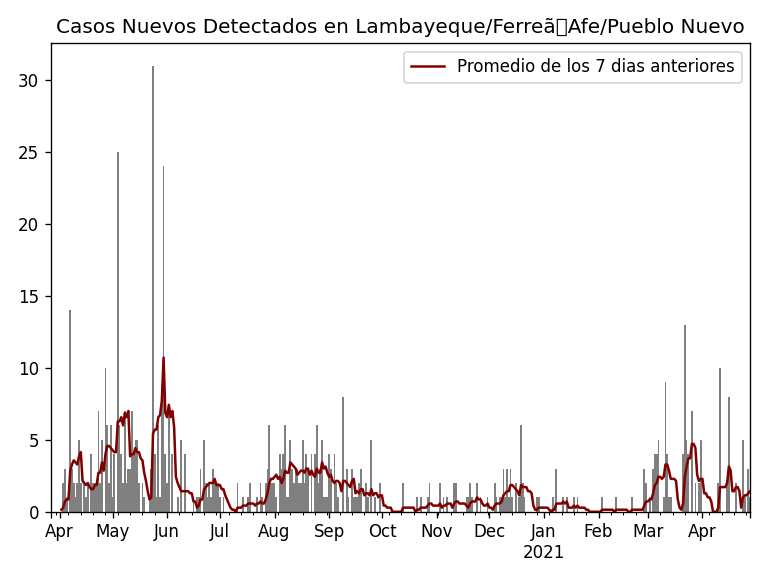 Casos Nuevos Detectados en Lambayeque/Ferreã▯Afe/Pueblo Nuevo
Promedio de los 7 dias anteriores
30
25
20
15
10
5
0
Apr May Jun Jul Aug Sep Oct Nov Dec Jan Feb Mar Apr
2021